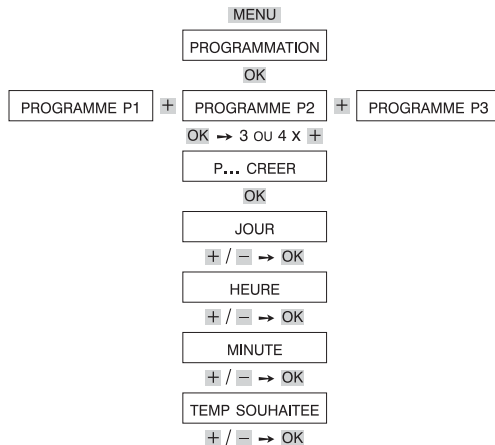 MENU
PROGRAMMATION
OK
PROGRAMME P1 + PROGRAMME P2 + PROGRAMME P3
OK → 3 OU 4 x +
P... CREER
OK
JOUR
+ / − → OK
HEURE
+ / − → OK
MINUTE
+ / − → OK
TEMP SOUHAITEE
+ / − → OK